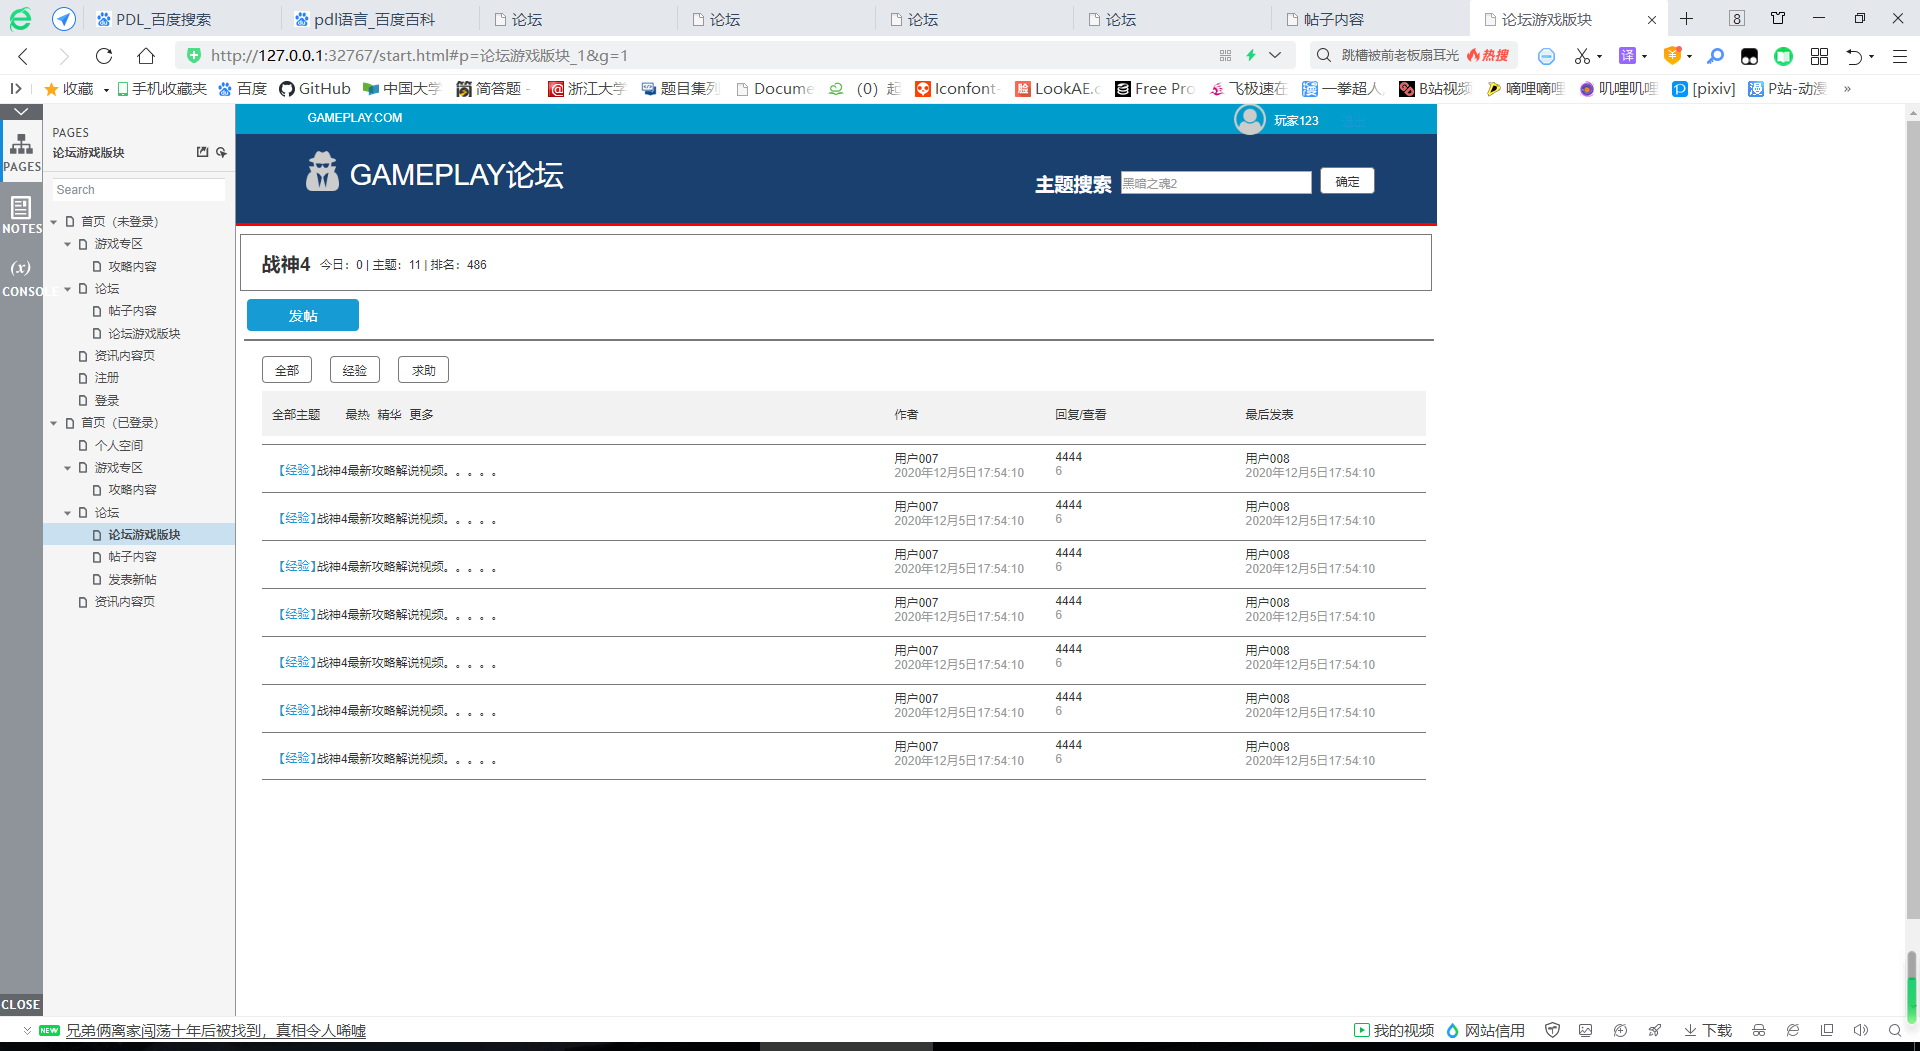 PDL_百度搜索
pdl语言_百度百科
论坛
论坛
论坛
论坛
帖子内容
论坛游戏版块
8
http://127.0.0.1:32767/start.html#p=论坛游戏版块_1&g=1
跳槽被前老板扇耳光 热搜
收藏 手机收藏夹 百度 GitHub 中国大学 简答题 - 浙江大学 题目集列 Docume (0) 起 Iconfont- LookAE.c Free Pro 飞极速在 一拳超人 B站视频 嘀哩嘀哩 叽哩叽哩 [pixiv] P站-动漫 »
PAGES
NOTES
(x)
CONSOLE
CLOSE
PAGES
论坛游戏版块
Search
首页（未登录）
游戏专区
攻略内容
论坛
帖子内容
论坛游戏版块
资讯内容页
注册
登录
首页（已登录）
个人空间
游戏专区
攻略内容
论坛
论坛游戏版块
帖子内容
发表新帖
资讯内容页
GAMEPLAY.COM
玩家123
GAMEPLAY论坛
主题搜索 黑暗之魂2 确定
战神4 今日：0 | 主题：11 | 排名：486
发帖
全部 经验 求助
全部主题 最热 精华 更多 作者 回复/查看 最后发表
【经验】战神4最新攻略解说视频。。。。。 用户007 4444 用户008
2020年12月5日17:54:10 6 2020年12月5日17:54:10
【经验】战神4最新攻略解说视频。。。。。 用户007 4444 用户008
2020年12月5日17:54:10 6 2020年12月5日17:54:10
【经验】战神4最新攻略解说视频。。。。。 用户007 4444 用户008
2020年12月5日17:54:10 6 2020年12月5日17:54:10
【经验】战神4最新攻略解说视频。。。。。 用户007 4444 用户008
2020年12月5日17:54:10 6 2020年12月5日17:54:10
【经验】战神4最新攻略解说视频。。。。。 用户007 4444 用户008
2020年12月5日17:54:10 6 2020年12月5日17:54:10
【经验】战神4最新攻略解说视频。。。。。 用户007 4444 用户008
2020年12月5日17:54:10 6 2020年12月5日17:54:10
【经验】战神4最新攻略解说视频。。。。。 用户007 4444 用户008
2020年12月5日17:54:10 6 2020年12月5日17:54:10
NEW 兄弟俩离家闯荡十年后被找到，真相令人唏嘘
我的视频 网站信用 下载